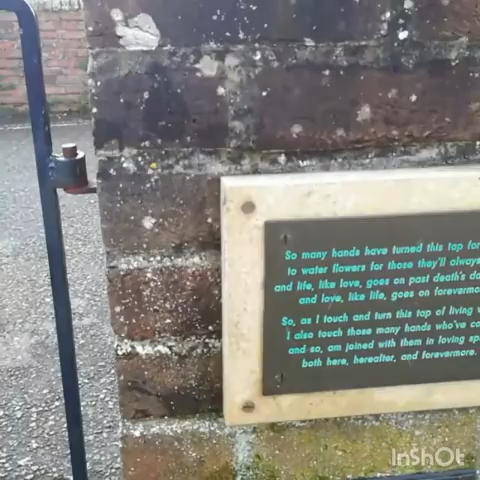 So many hands have turned this tap for
to water flowers for those they'll always
and life, like love, goes on past death's
and love, like life, goes on forevermo
So, as I touch and turn this tap of living
I also touch those many hands who've
and so, am joined with them in loving
both here, hereafter, and forevermore.
InShOt